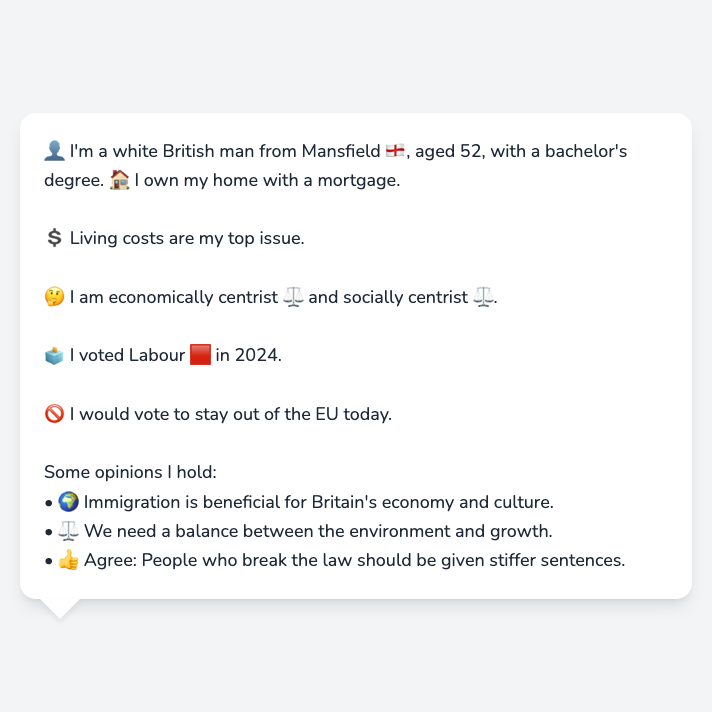 👤 I'm a white British man from Mansfield 🏴󠁧󠁢󠁥󠁮󠁧󠁿, aged 52, with a bachelor's
degree. 🏠 I own my home with a mortgage.
💲 Living costs are my top issue.
🤔 I am economically centrist ⚖️ and socially centrist ⚖️.
🗳️ I voted Labour 🟥 in 2024.
🚫 I would vote to stay out of the EU today.
Some opinions I hold:
• 🌍 Immigration is beneficial for Britain's economy and culture.
• ⚖️ We need a balance between the environment and growth.
• 👍 Agree: People who break the law should be given stiffer sentences.